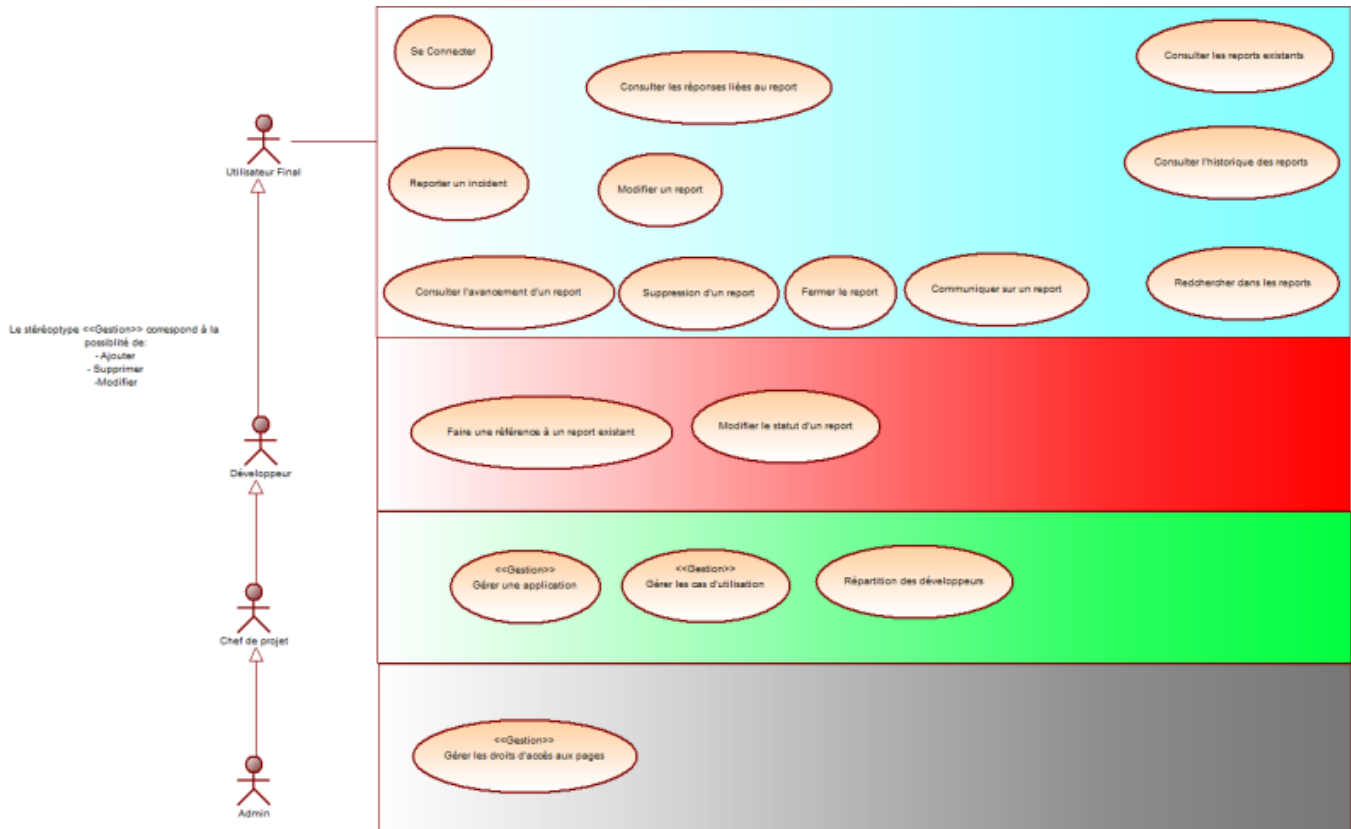 Se Connecter
Consulter les réponses liées au report
Consulter les reports existants
Utilisateur Final
Reporter un incident
Modifier un report
Consulter l'historique des reports
Consulter l'avancement d'un report
Suppression d'un report
Fermer le report
Communiquer sur un report
Redchercher dans les reports
Le stéréoptype <<Gestion>> correspond à la
possiblité de:
- Ajouter
- Supprimer
-Modifier
Faire une référence à un report existant
Modifier le statut d'un report
Développeur
<<Gestion>>
Gérer une application
<<Gestion>>
Gérer les cas d'utilisation
Répartition des développeurs
Chef de projet
<<Gestion>>
Gérer les droits d'accès aux pages
Admin